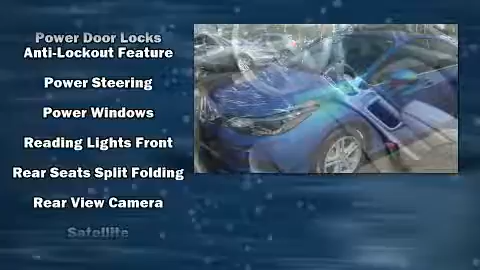 Power Door Locks
Anti-Lockout Feature
Power Steering
Power Windows
Reading Lights Front
Rear Seats Split Folding
Rear View Camera
Satellite